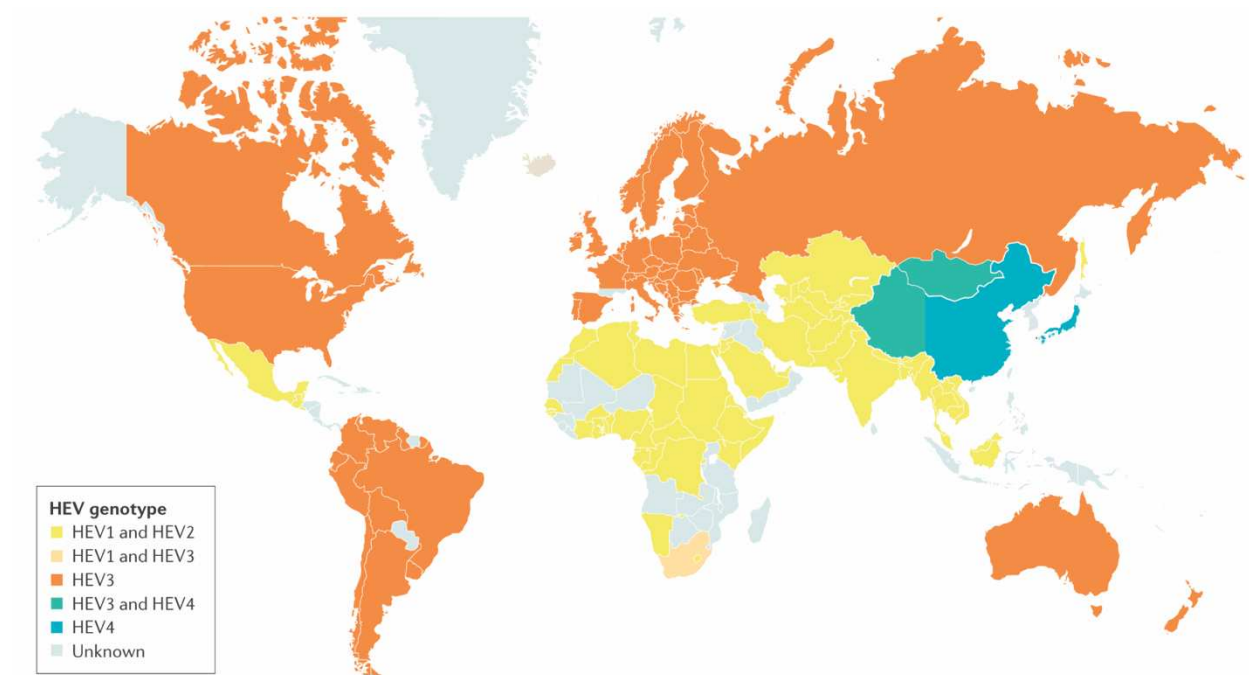 HEV genotype
HEV1 and HEV2
HEV1 and HEV3
HEV3
HEV3 and HEV4
HEV4
Unknown